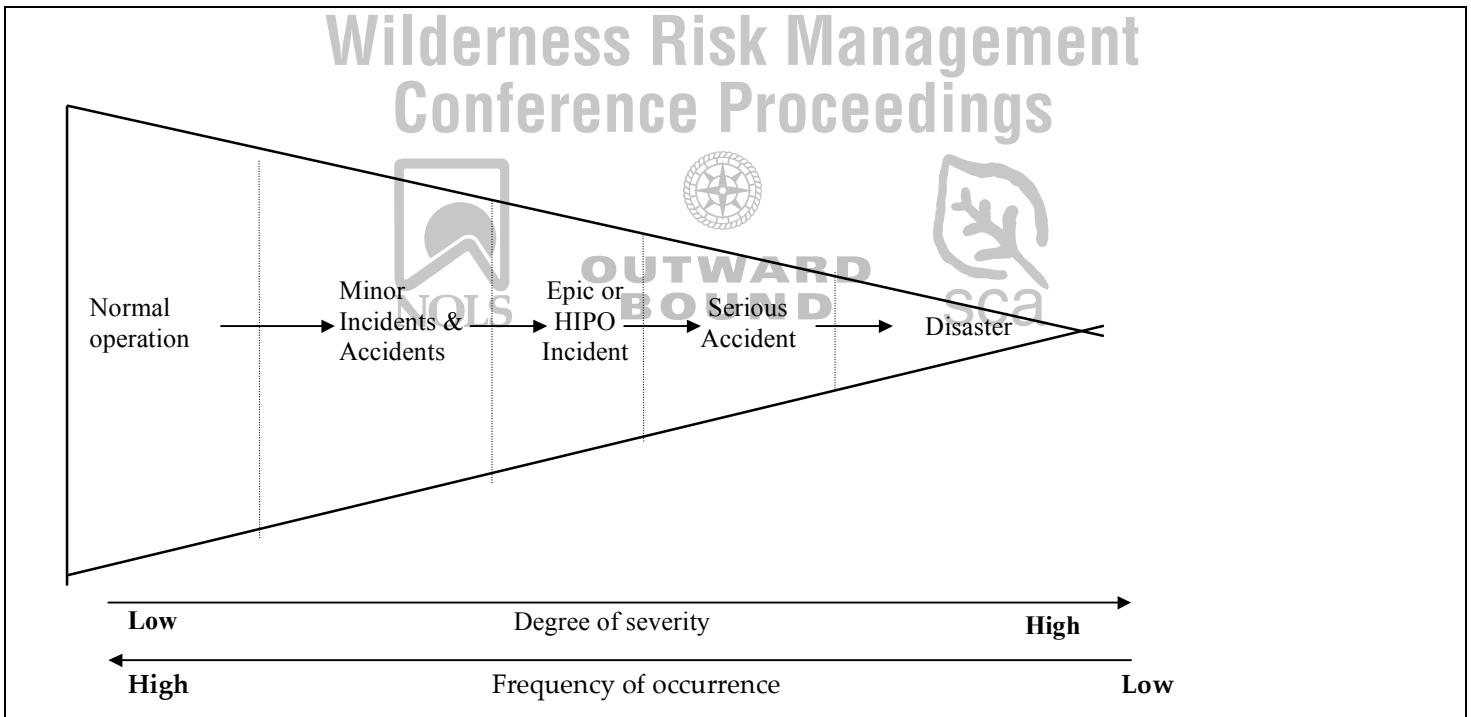 Wilderness Risk Management
Conference Proceedings
NOLS
OUTWARD
BOUND
sca
Normal
operation
Minor
Incidents &
Accidents
Epic or
HIPO
Incident
Serious
Accident
Disaster
Low Degree of severity High
High Frequency of occurrence Low